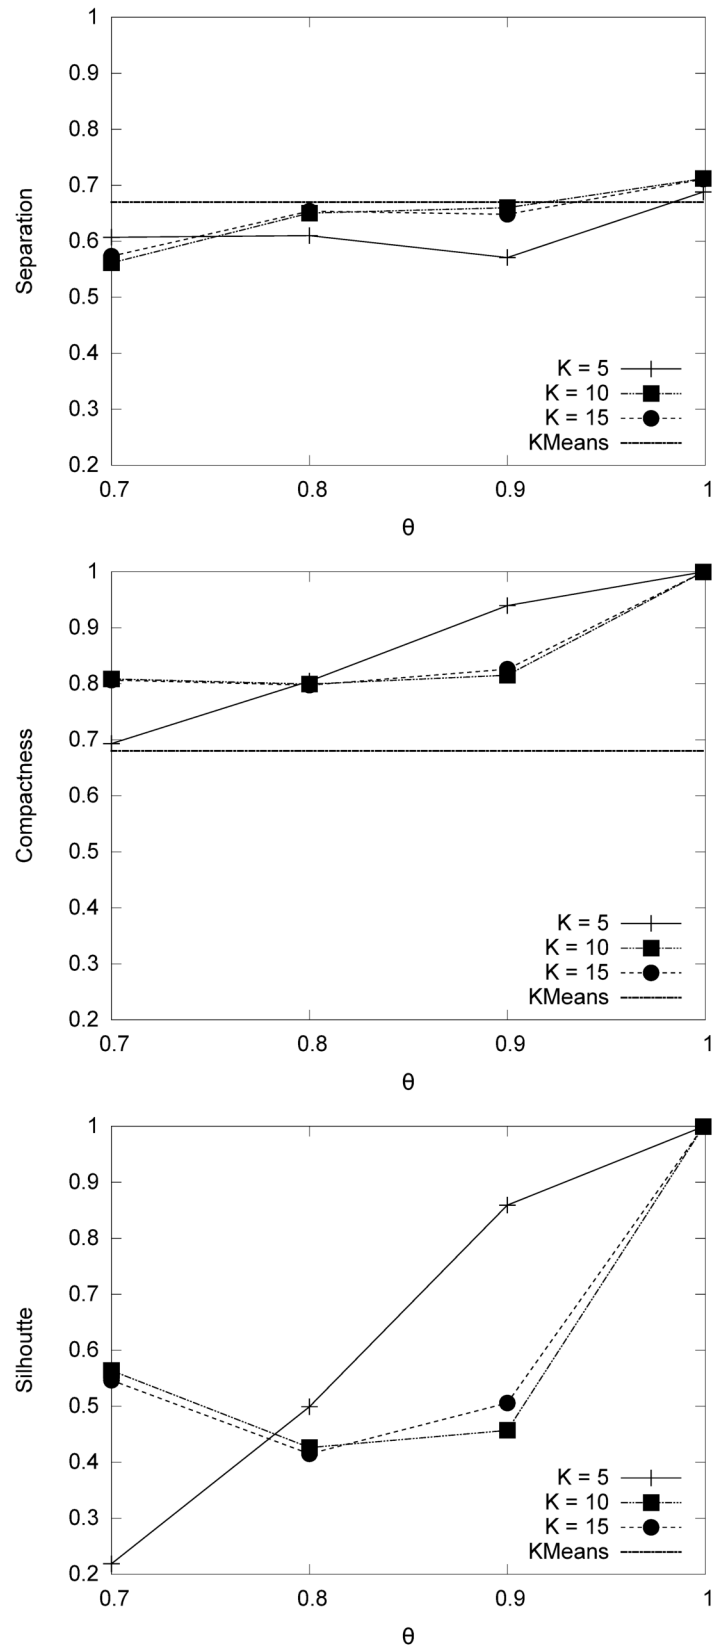 1
0.9
0.8
0.7
0.6
0.5
0.4
0.3
0.2
Separation
K = 5
K = 10
K = 15
KMeans
0.7 0.8 0.9 1
θ
1
0.9
0.8
0.7
0.6
0.5
0.4
0.3
0.2
Compactness
K = 5
K = 10
K = 15
KMeans
0.7 0.8 0.9 1
θ
1
0.9
0.8
0.7
0.6
0.5
0.4
0.3
0.2
Silhoutte
K = 5
K = 10
K = 15
KMeans
0.7 0.8 0.9 1
θ